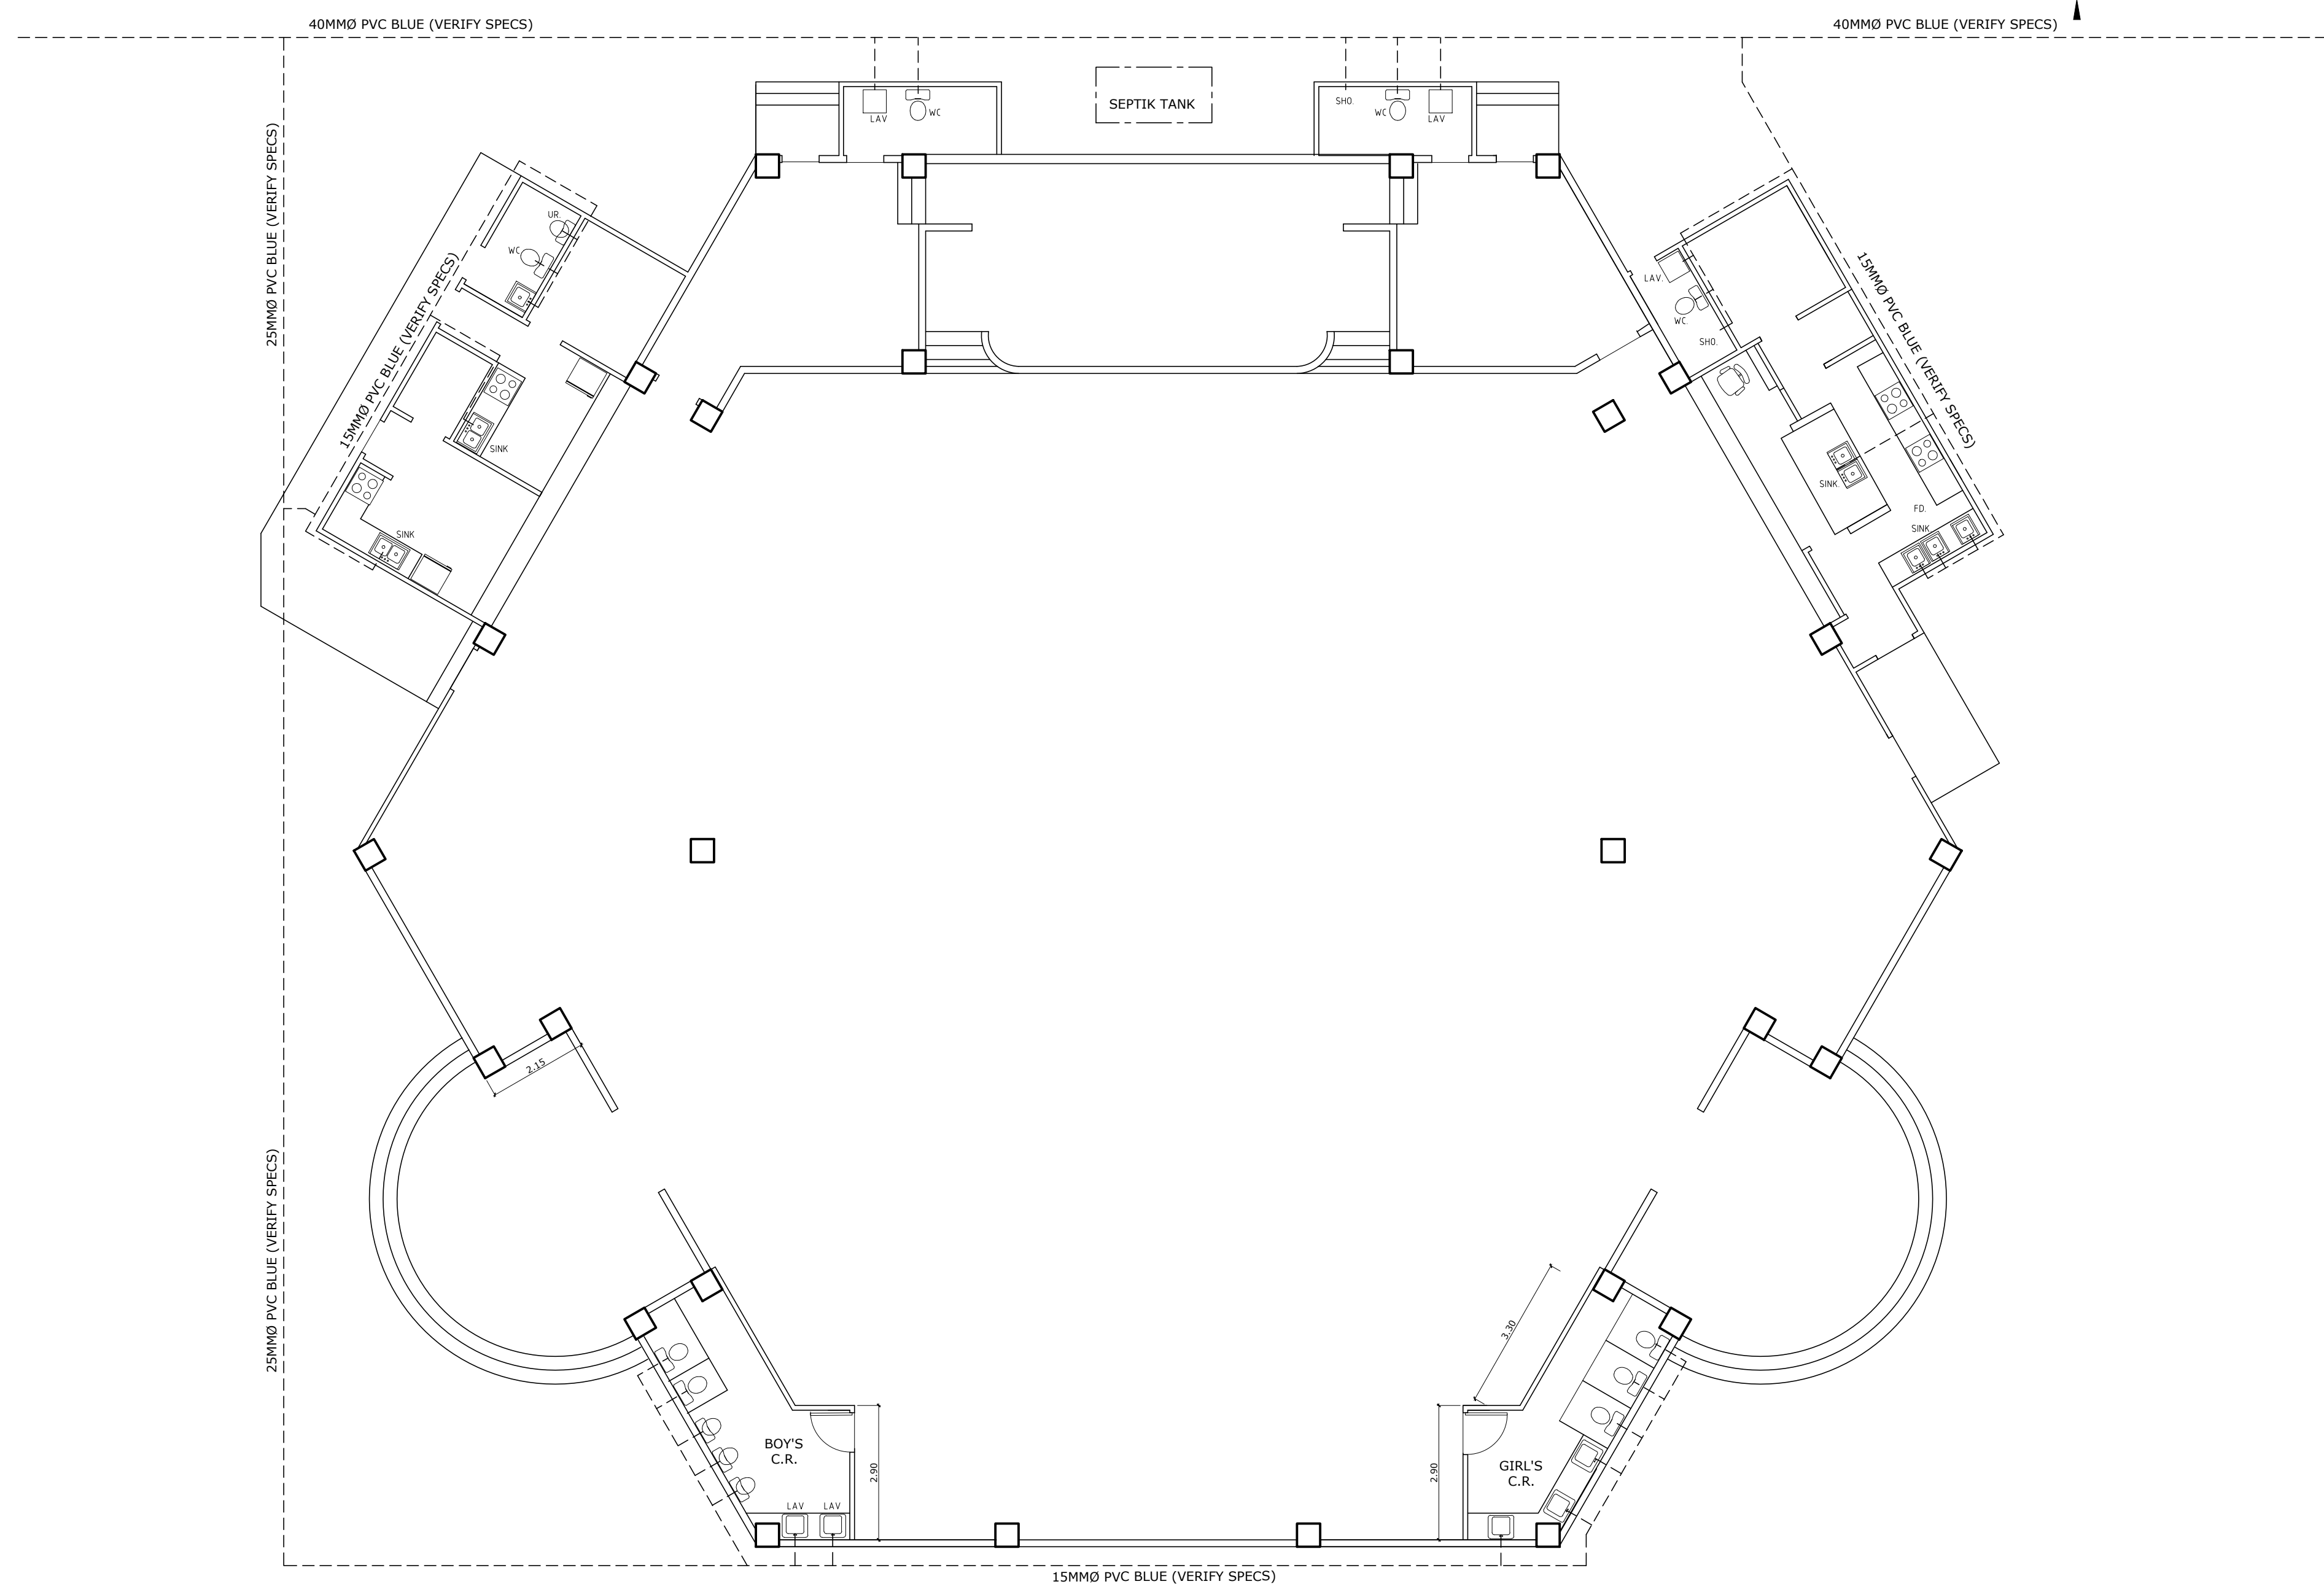 40MMØ PVC BLUE (VERIFY SPECS)
40MMØ PVC BLUE (VERIFY SPECS)
SEPTIK TANK
LAV
WC
SHO.
WC
LAV
25MMØ PVC BLUE (VERIFY SPECS)
15MMØ PVC BLUE (VERIFY SPECS)
UR.
WC
SINK
SINK
LAV.
WC.
SHO.
15MMØ PVC BLUE (VERIFY SPECS)
SINK.
FD.
SINK
2.15
25MMØ PVC BLUE (VERIFY SPECS)
3.30
BOY'S
C.R.
2.90
LAV
LAV
2.90
GIRL'S
C.R.
15MMØ PVC BLUE (VERIFY SPECS)